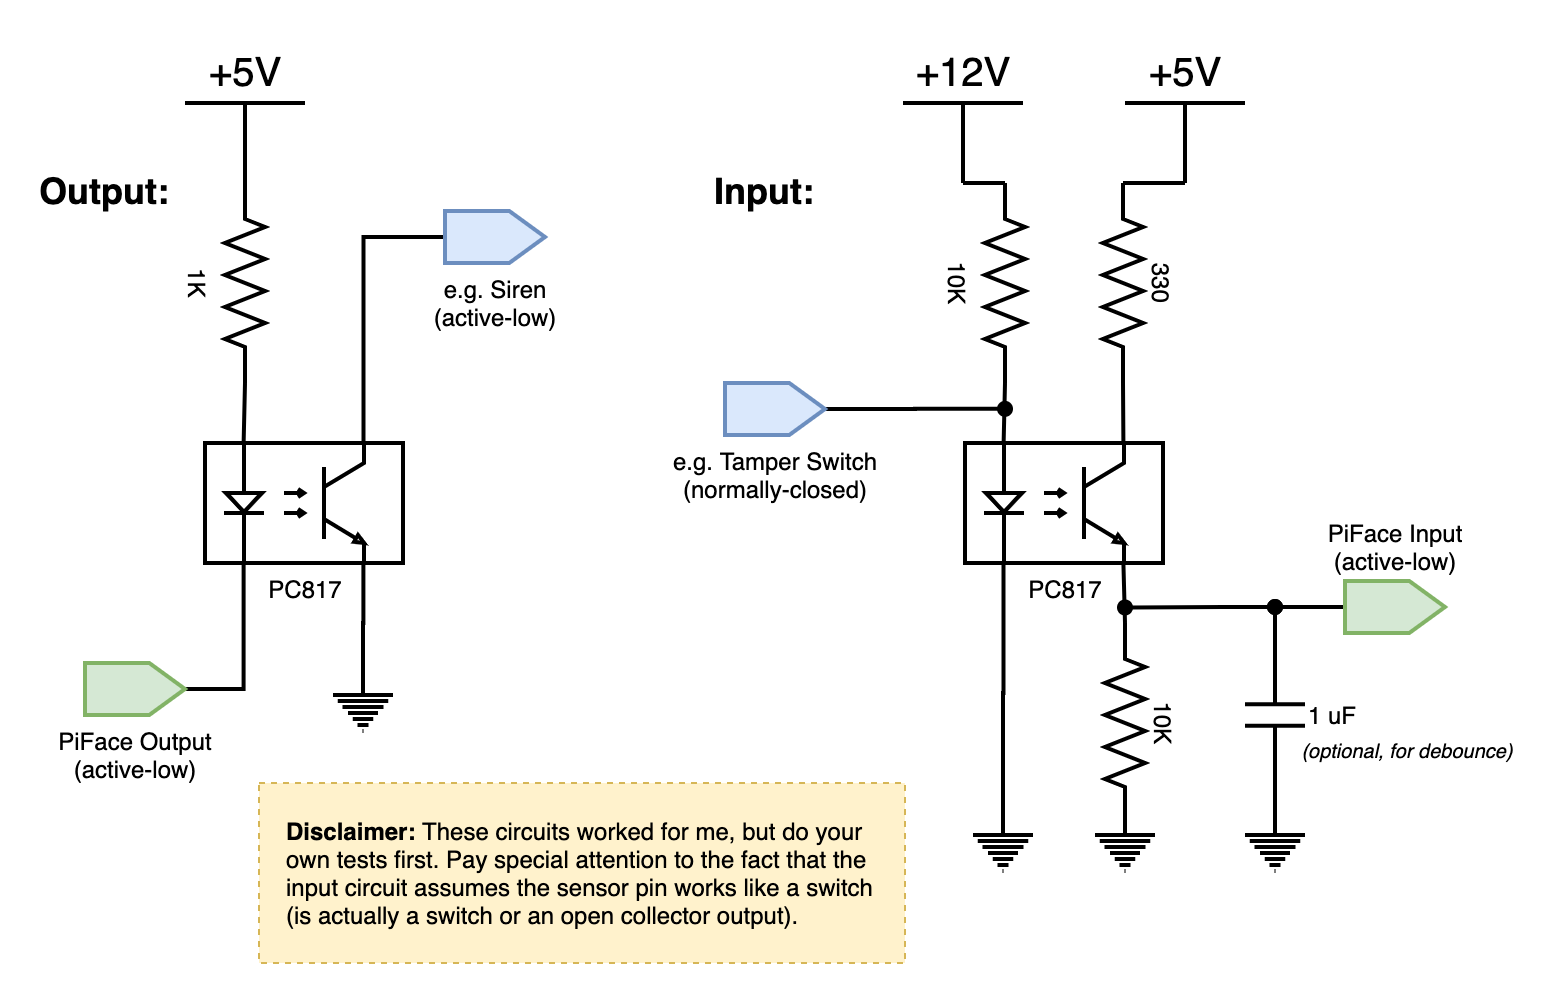 +5V
+12V
+5V
Output:
Input:
1K
e.g. Siren
(active-low)
10K
330
e.g. Tamper Switch
(normally-closed)
PC817
PC817
PiFace Input
(active-low)
PiFace Output
(active-low)
10K
1 uF
(optional, for debounce)
Disclaimer: These circuits worked for me, but do your
own tests first. Pay special attention to the fact that the
input circuit assumes the sensor pin works like a switch
(is actually a switch or an open collector output).